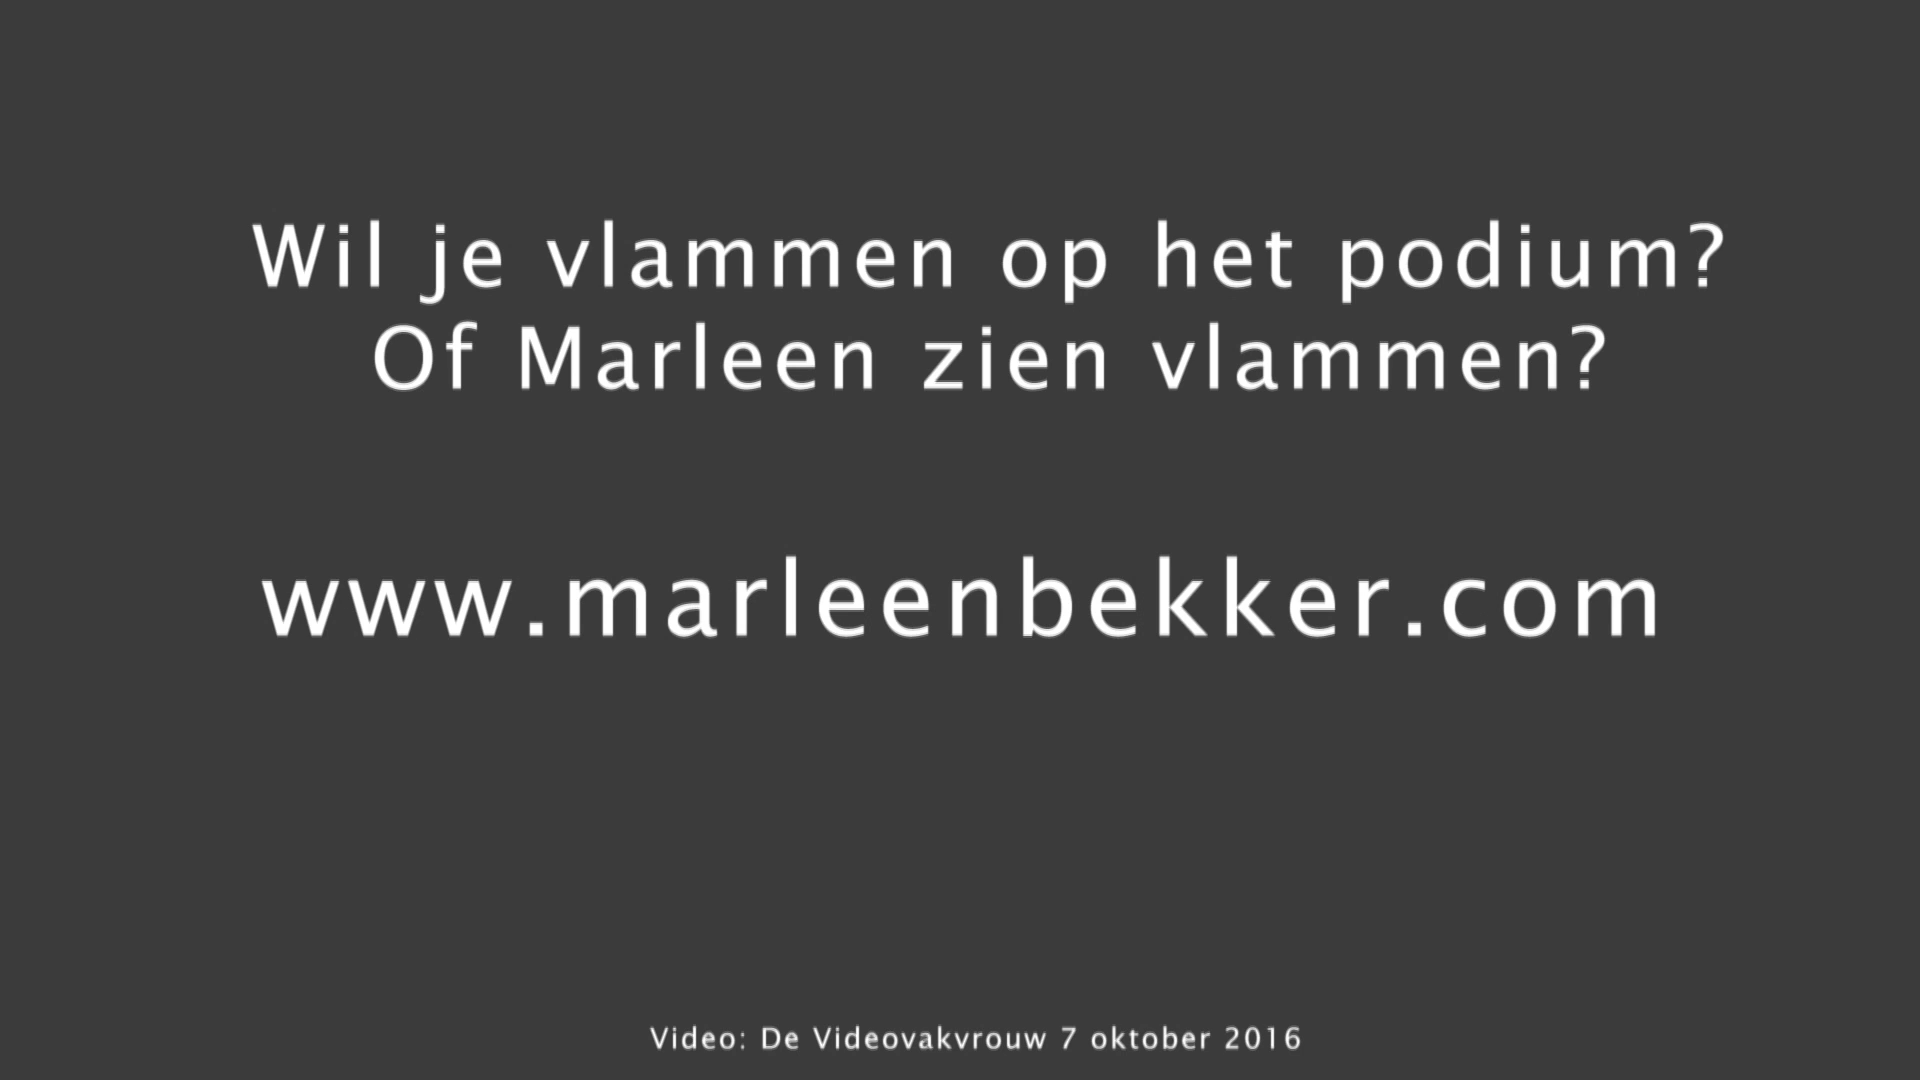 Wil je vlammen op het podium?
Of Marleen zien vlammen?
www.marleenbekker.com
Video: De Videovakvrouw 7 oktober 2016